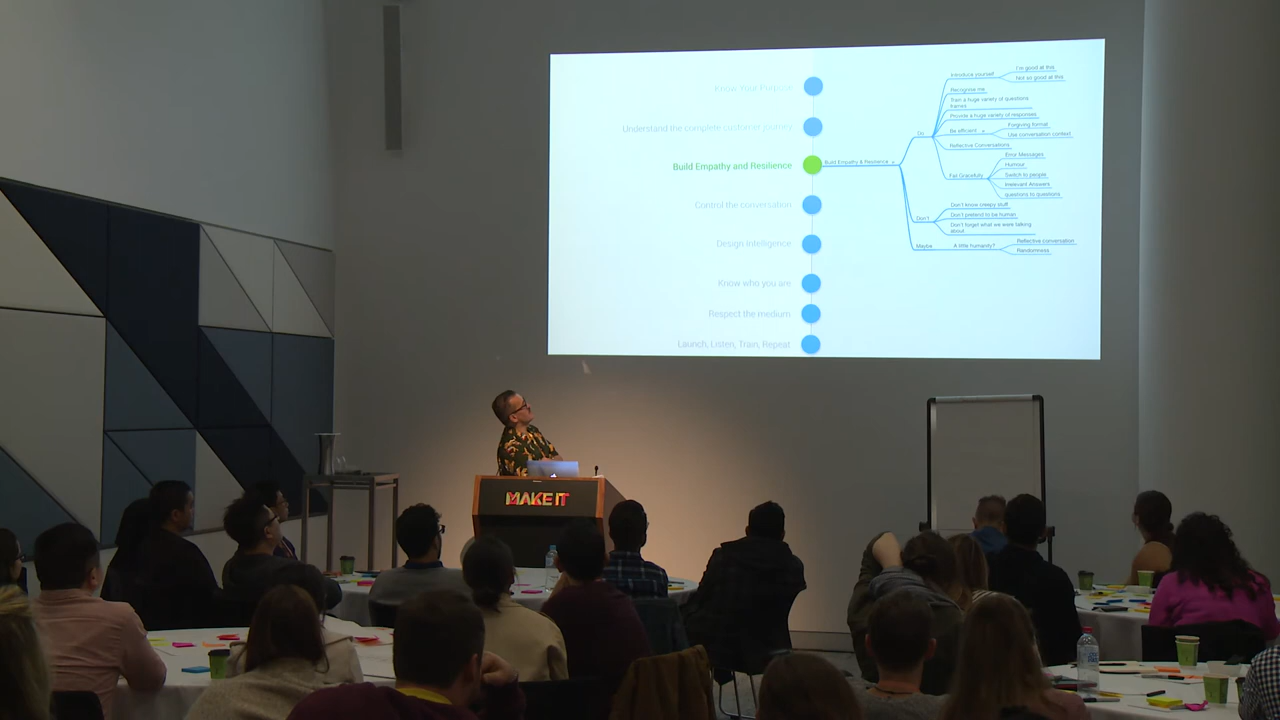 Know Your Purpose
Understand the complete customer journey
Build Empathy and Resilience
Control the conversation
Design Intelligence
Know who you are
Respect the medium
Launch, Listen, Train, Repeat
Build Empathy & Resilience
Do
Introduce yourself
I'm good at this
Not so good at this
Recognise me
Train a huge variety of questions
frames
Provide a huge variety of responses
Be efficient
Forgiving format
Use conversation context
Reflective Conversations
Fail Gracefully
Error Messages
Humour
Switch to people
Irrelevant Answers
questions to questions
Don't
Don't know creepy stuff
Don't pretend to be human
Don't forget what we were talking
about
Maybe
A little humanity?
Reflective conversation
Randomness
MAKE IT